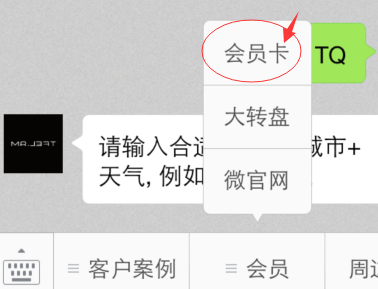 会员卡
TQ
大转盘
请输入合 城市+
天气, 例如
微官网
客户案例
会员
周